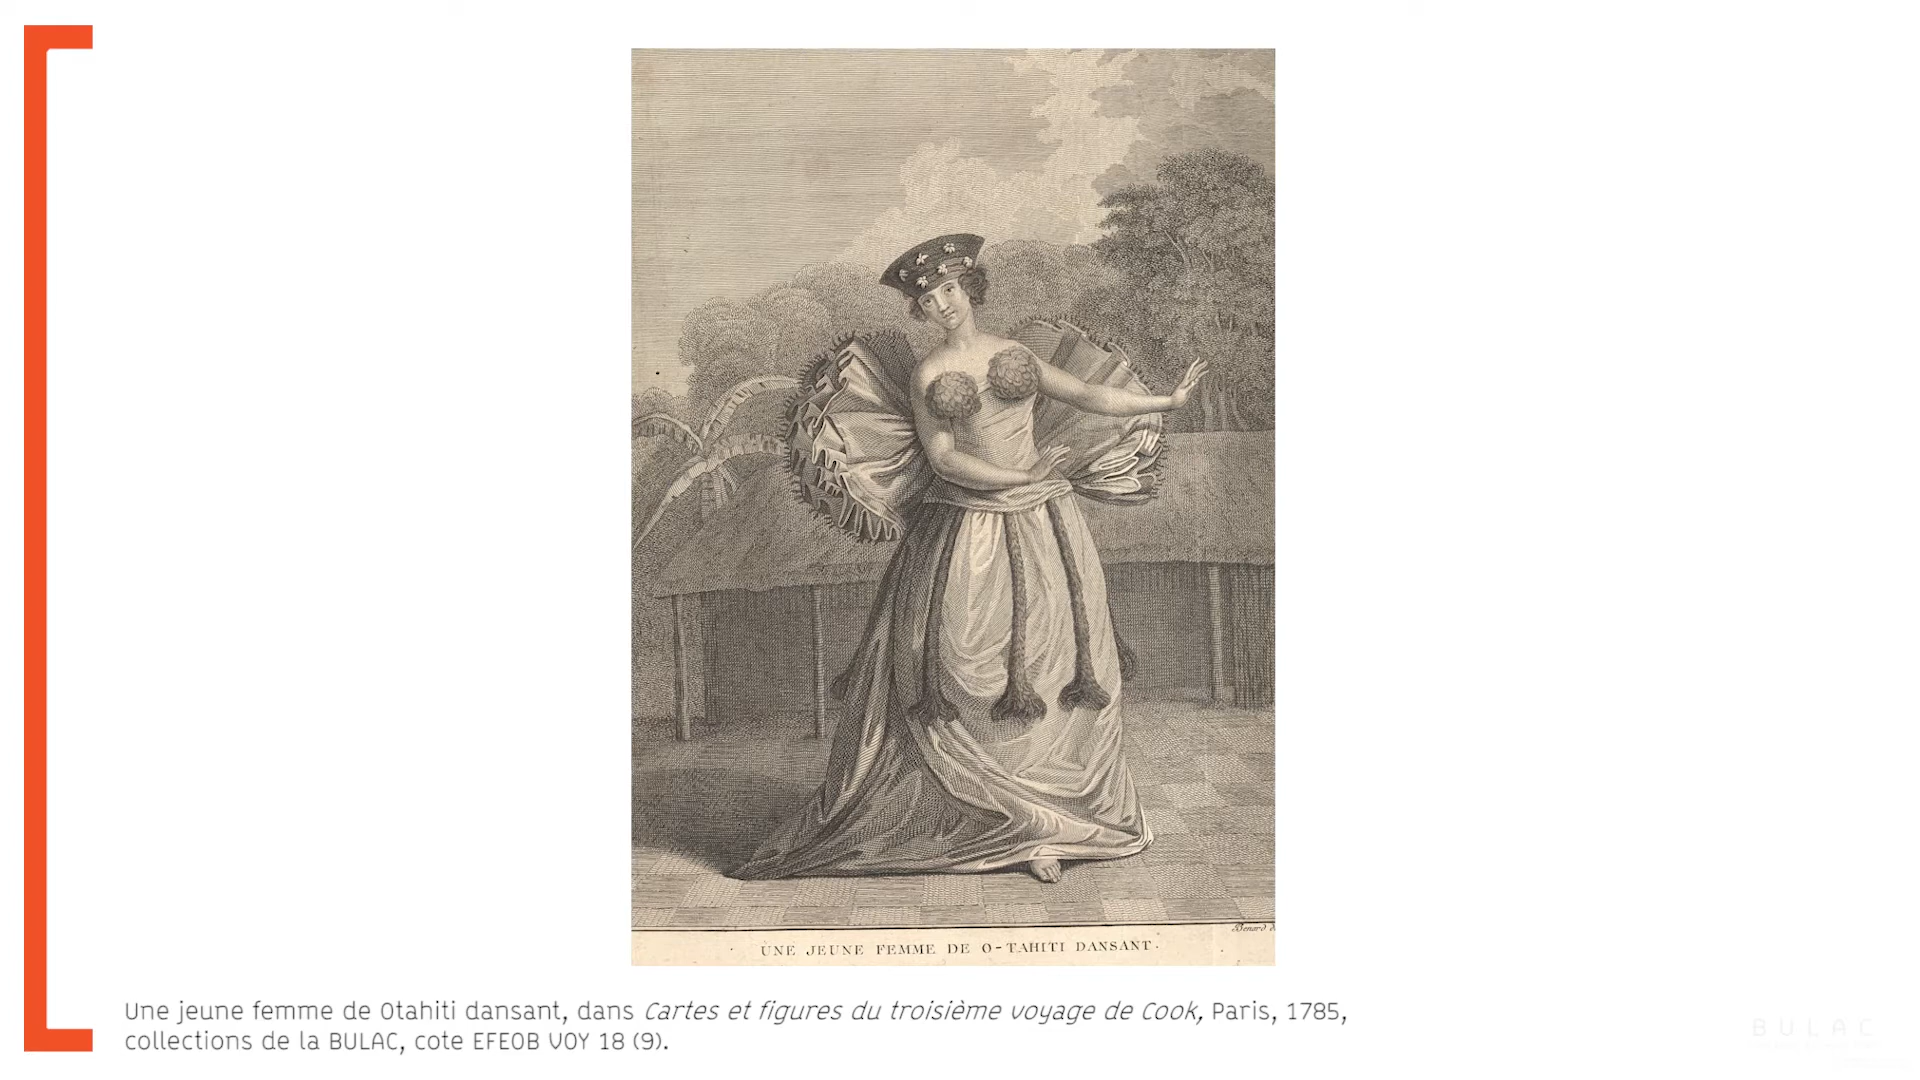 Benard d
UNE JEUNE FEMME DE O-TAHITI DANSANT.
Une jeune femme de Otahiti dansant, dans Cartes et figures du troisième voyage de Cook, Paris, 1785,
collections de la BULAC, cote EFEOB VOY 18 (9).
BULAC